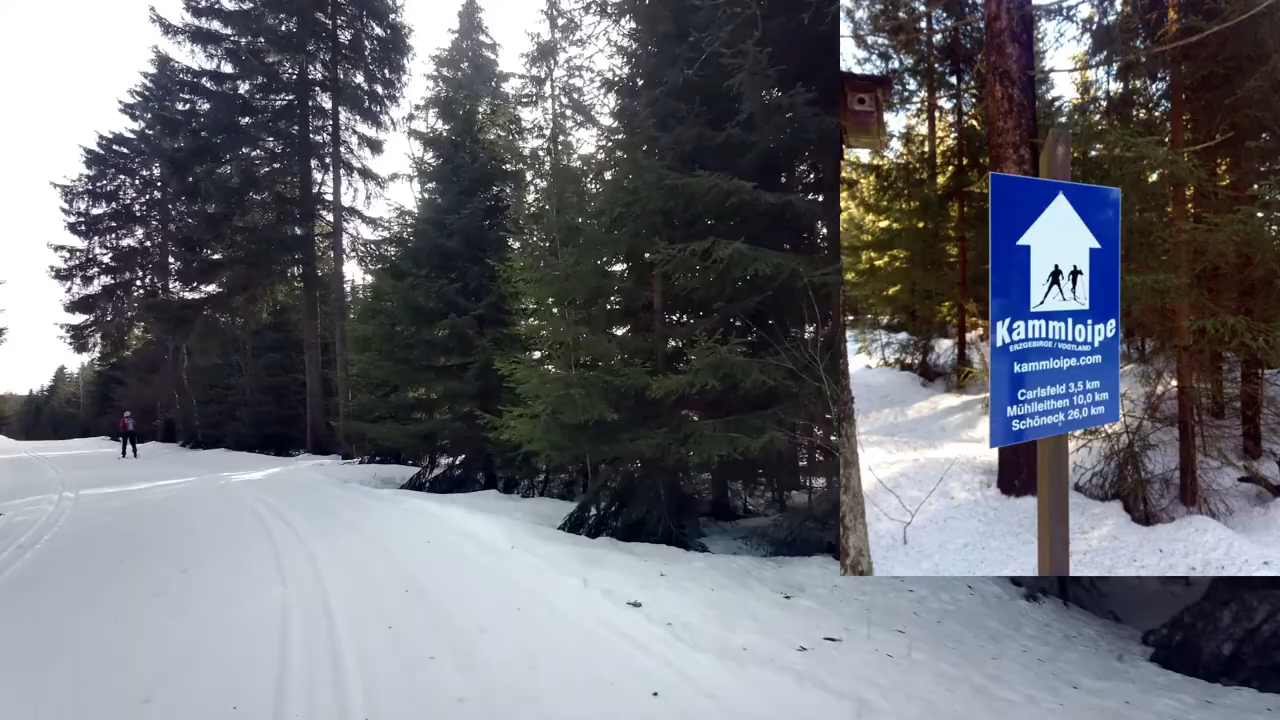 Kammloipe
ERZGEBIRGE / VOGTLAND
kammloipe.com
Carlsfeld 3,5 km
Mühlleithen 10,0 km
Schöneck 26,0 km